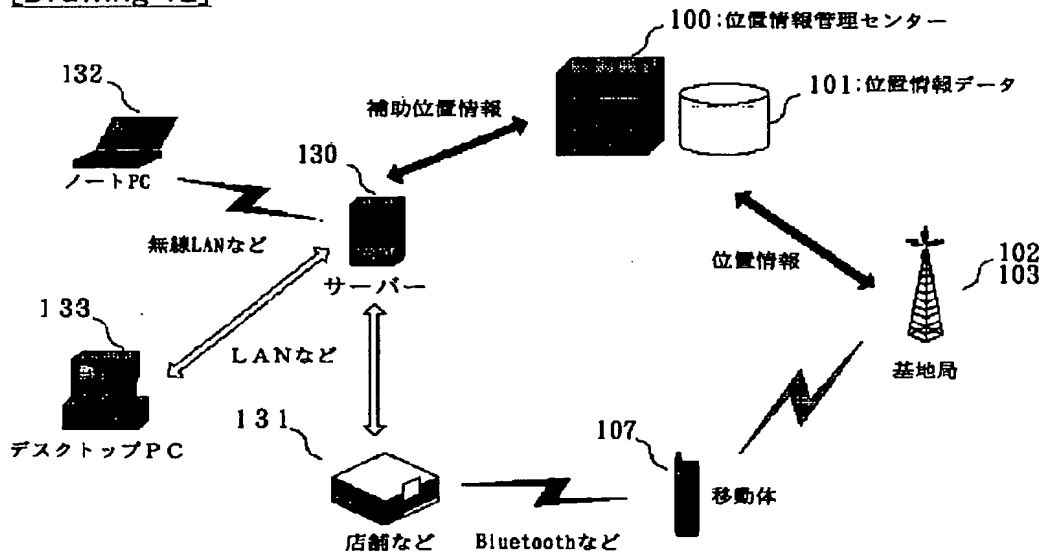 [Drawing 12]
100:位置情報管理センター
132
101:位置情報データ
補助位置情報
130
ノートPC
無線LANなど
位置情報
102
103
サーバー
133
LANなど
基地局
131
107
デスクトップPC
移動体
店舗など
Bluetoothなど